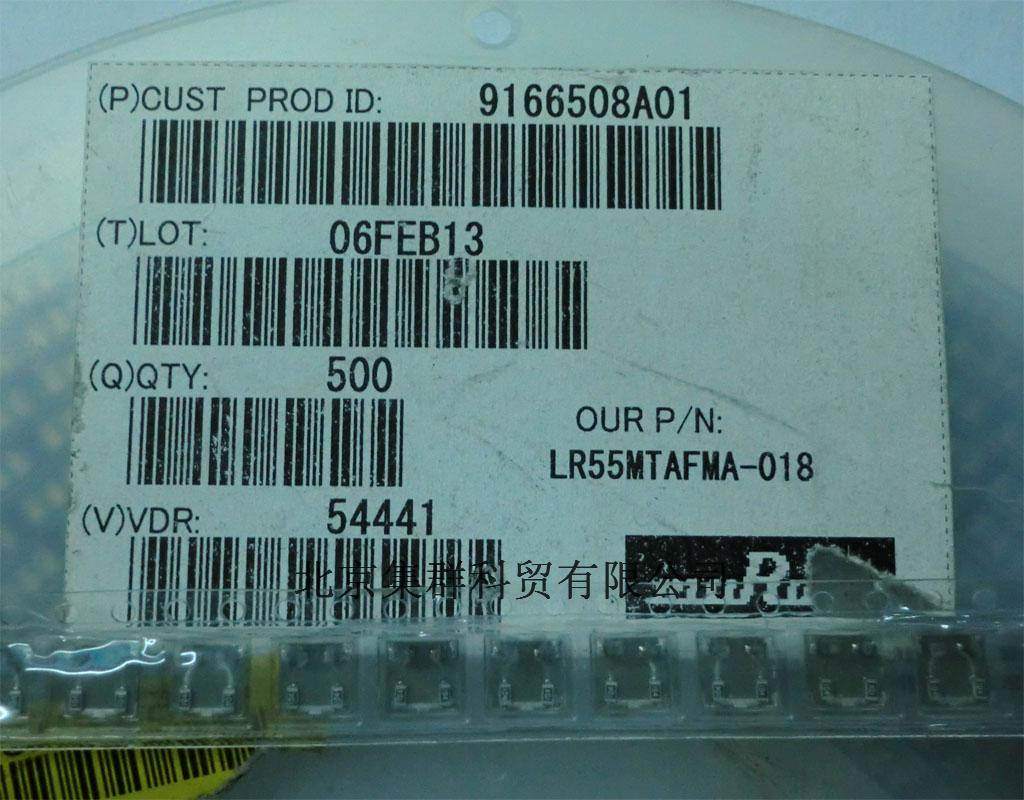 (P)CUST PROD ID: 9166508A01
(T)LOT: 06FEB13
(Q)QTY: 500
OUR P/N:
LR55MTAFMA-018
(V)VDR: 54441
北京集群科贸有限公司